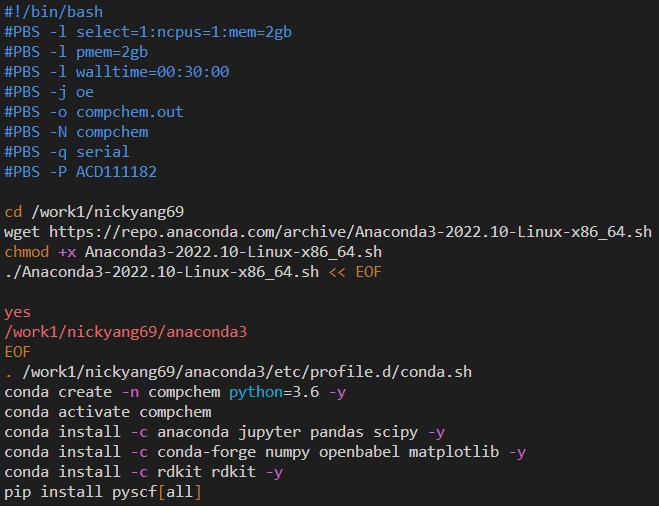 #!/bin/bash
#PBS -l select=1:ncpus=1:mem=2gb
#PBS -l pmem=2gb
#PBS -l walltime=00:30:00
#PBS -j oe
#PBS -o compchem.out
#PBS -N compchem
#PBS -q serial
#PBS -P ACD111182
cd /work1/nickyang69
wget https://repo.anaconda.com/archive/Anaconda3-2022.10-Linux-x86_64.sh
chmod +x Anaconda3-2022.10-Linux-x86_64.sh
./Anaconda3-2022.10-Linux-x86_64.sh << EOF
yes
/work1/nickyang69/anaconda3
EOF
. /work1/nickyang69/anaconda3/etc/profile.d/conda.sh
conda create -n compchem python=3.6 -y
conda activate compchem
conda install -c anaconda jupyter pandas scipy -y
conda install -c conda-forge numpy openbabel matplotlib -y
conda install -c rdkit rdkit -y
pip install pyscf[all]